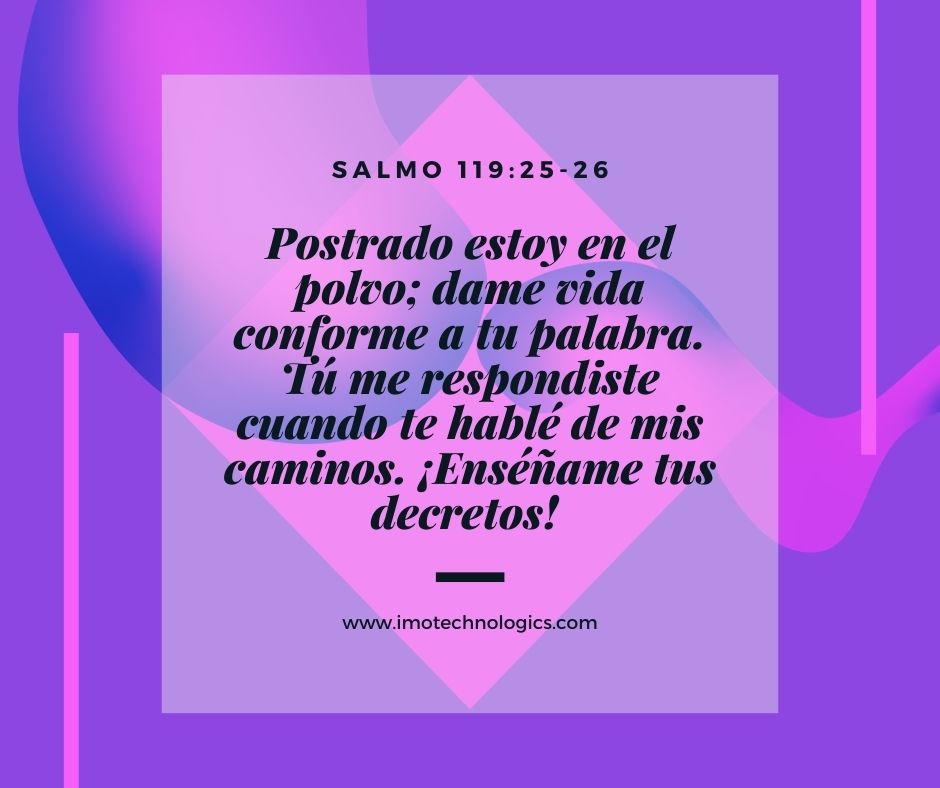 SALMO 119:25-26
Postrado estoy en el
polvo; dame vida
conforme a tu palabra.
Tú me respondiste
cuando te hablé de mis
caminos. ¡Enséñame tus
decretos!
www.imotechnologics.com